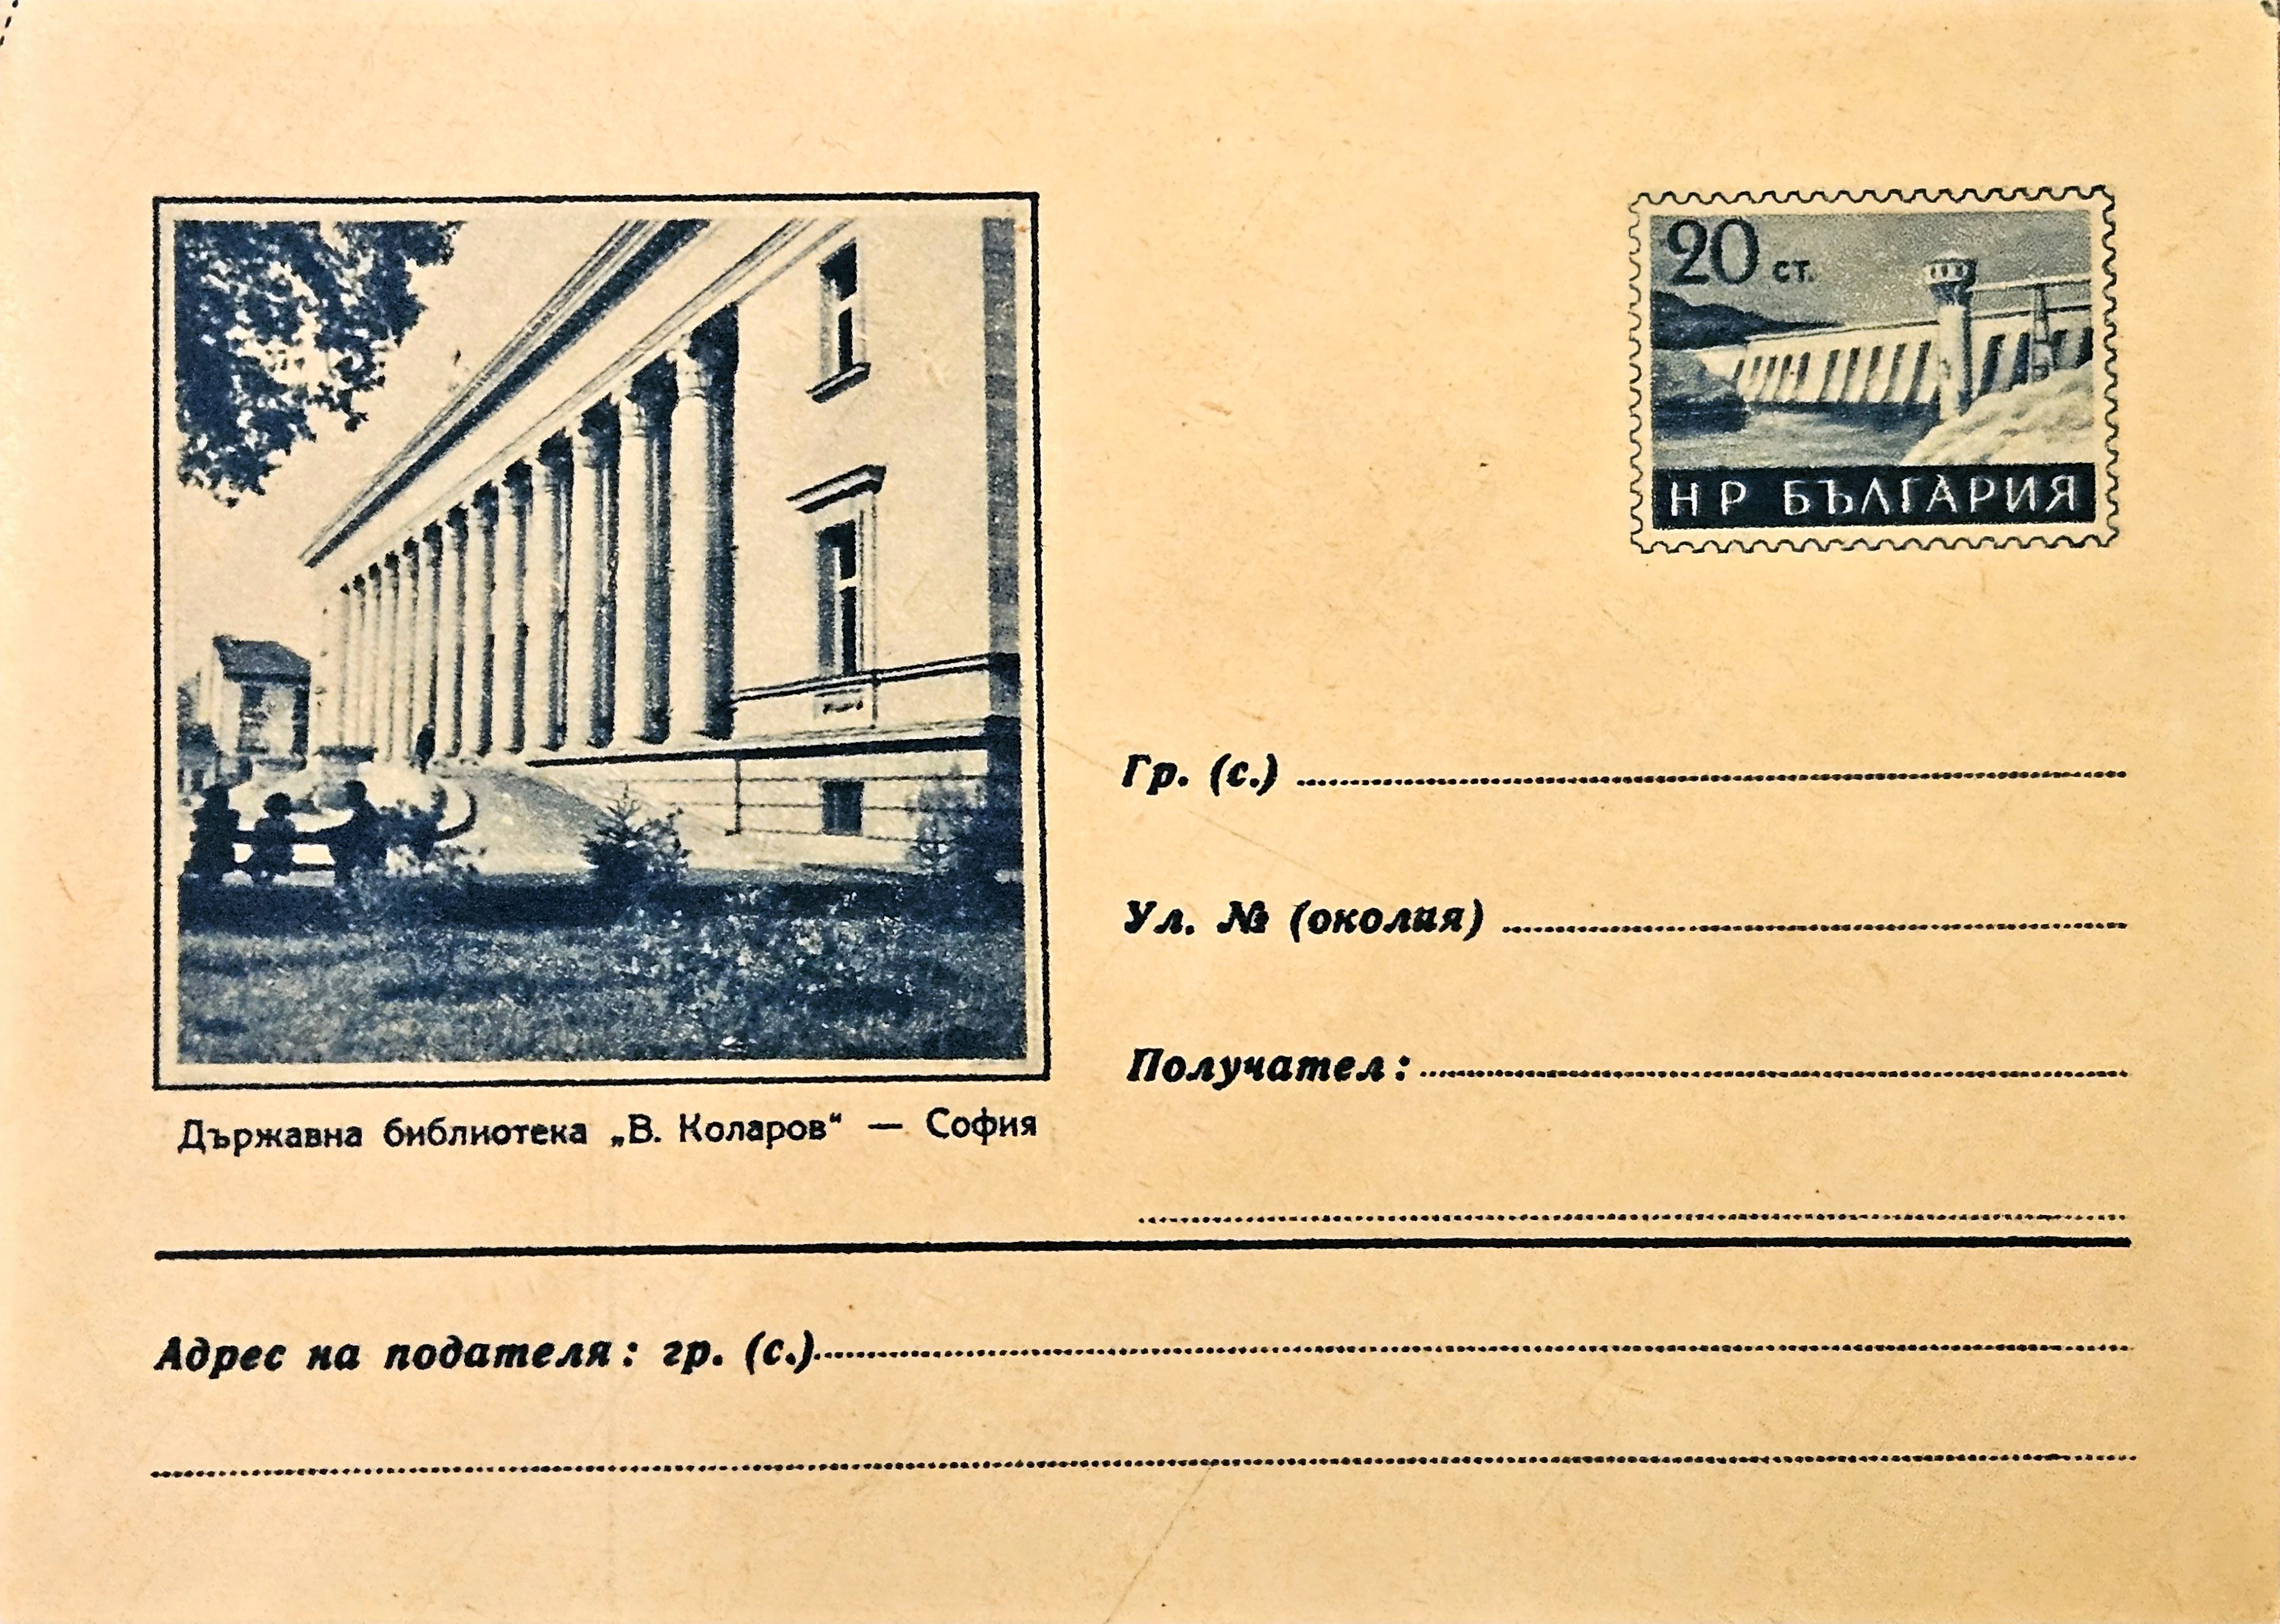 20 ст.
НР БЪЛГАРИЯ
Гр. (с.)
Ул. № (околия)
Получател:
Държавна библиотека „В. Коларов“ — София
Адрес на подателя: гр. (с.)